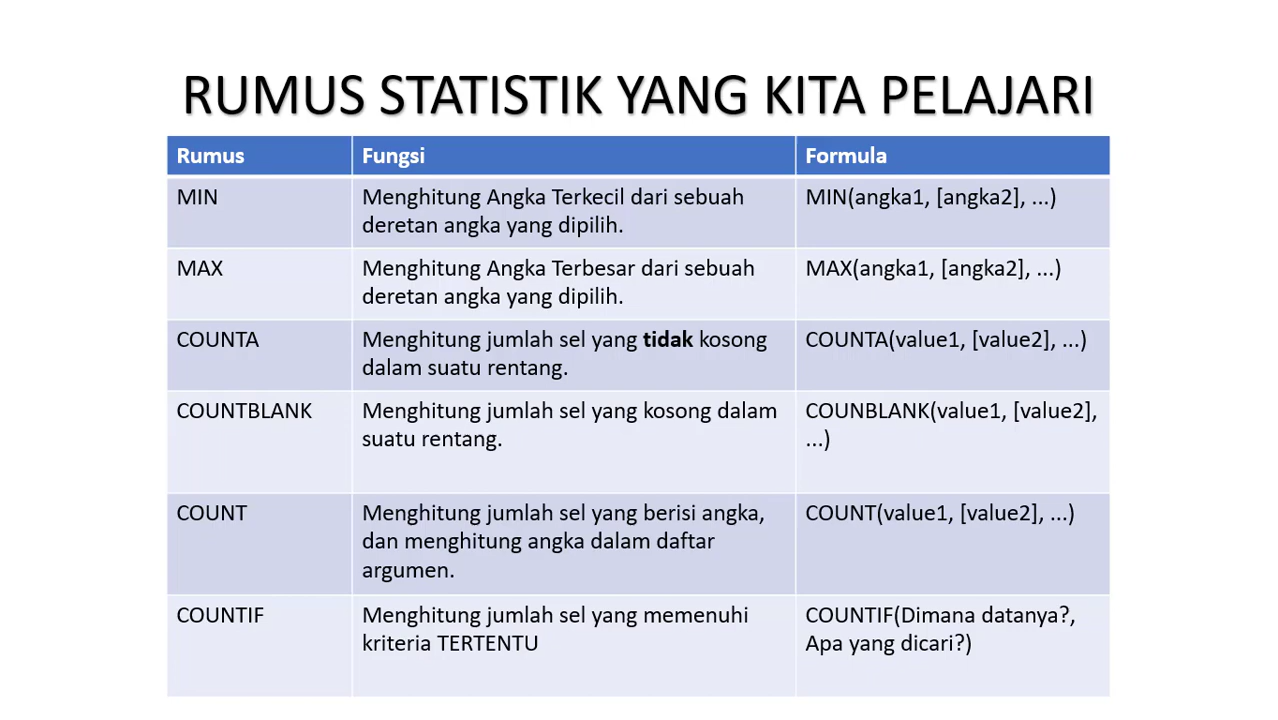 RUMUS STATISTIK YANG KITA PELAJARI
Rumus
Fungsi
Formula
MIN
Menghitung Angka Terkecil dari sebuah
deretan angka yang dipilih.
MIN(angka1, [angka2], ...)
MAX
Menghitung Angka Terbesar dari sebuah
deretan angka yang dipilih.
MAX(angka1, [angka2], ...)
COUNTA
Menghitung jumlah sel yang tidak kosong
dalam suatu rentang.
COUNTA(value1, [value2], ...)
COUNTBLANK
Menghitung jumlah sel yang kosong dalam
suatu rentang.
COUNBLANK(value1, [value2],
...)
COUNT
Menghitung jumlah sel yang berisi angka,
dan menghitung angka dalam daftar
argumen.
COUNT(value1, [value2], ...)
COUNTIF
Menghitung jumlah sel yang memenuhi
kriteria TERTENTU
COUNTIF(Dimana datanya?,
Apa yang dicari?)